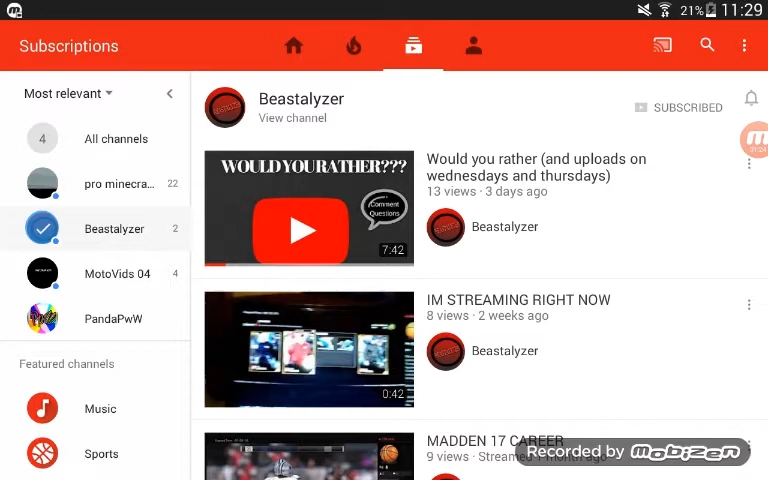 21% 11:29
Subscriptions
Most relevant
Beastalyzer
View channel
SUBSCRIBED
4 All channels
pro minecra... 22
Beastalyzer 2
MotoVids 04 4
PandaPwW
Featured channels
Music
Sports
WOULD YOU RATHER???
Comment
Questions
7:42
Would you rather (and uploads on
wednesdays and thursdays)
13 views · 3 days ago
Beastalyzer
0:42
IM STREAMING RIGHT NOW
8 views · 2 weeks ago
Beastalyzer
MADDEN 17 CAREER
9 views · Streamed 1 month ago
Recorded by mobizen